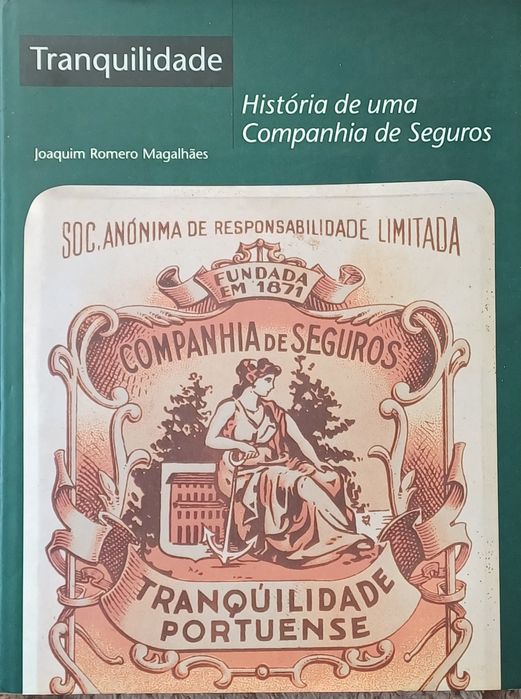 Tranquilidade
História de uma
Companhia de Seguros
Joaquim Romero Magalhães
SOC. ANÓNIMA DE RESPONSABILIDADE LIMITADA
FUNDADA
EM 1871
COMPANHIA DE SEGUROS
TRANQÚILIDADE
PORTUENSE